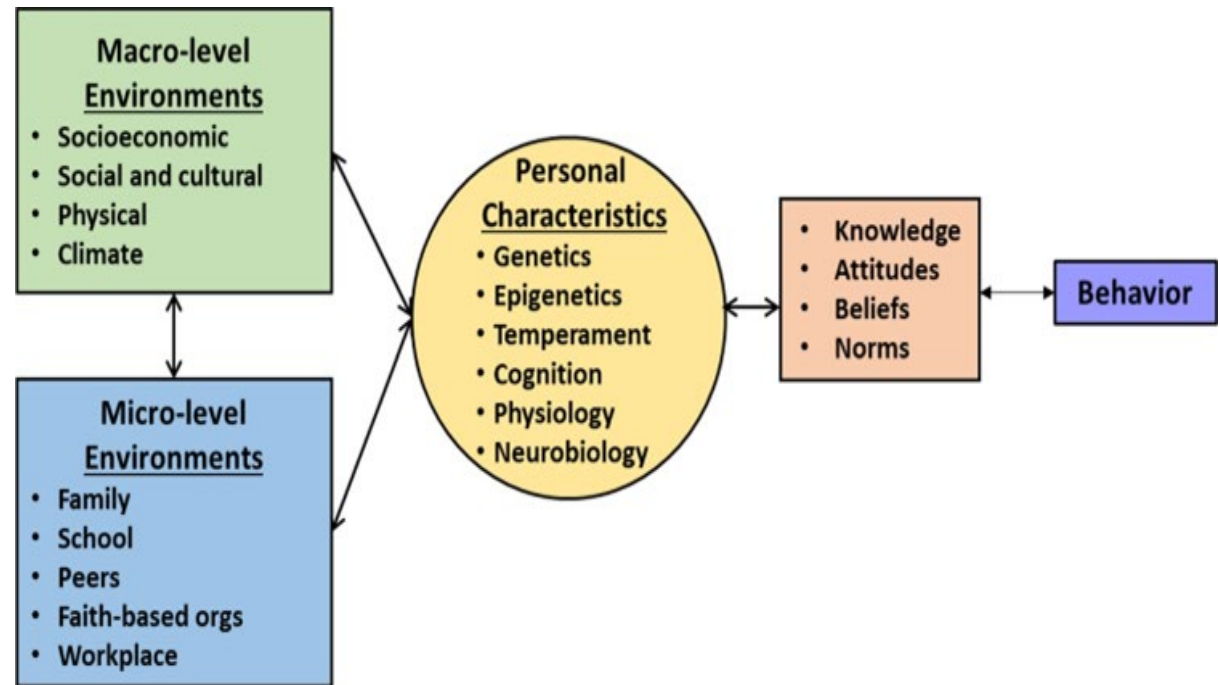 Macro-level
Environments
• Socioeconomic
• Social and cultural
• Physical
• Climate
Micro-level
Environments
• Family
• School
• Peers
• Faith-based orgs
• Workplace
Personal
Characteristics
• Genetics
• Epigenetics
• Temperament
• Cognition
• Physiology
• Neurobiology
• Knowledge
• Attitudes
• Beliefs
• Norms
Behavior